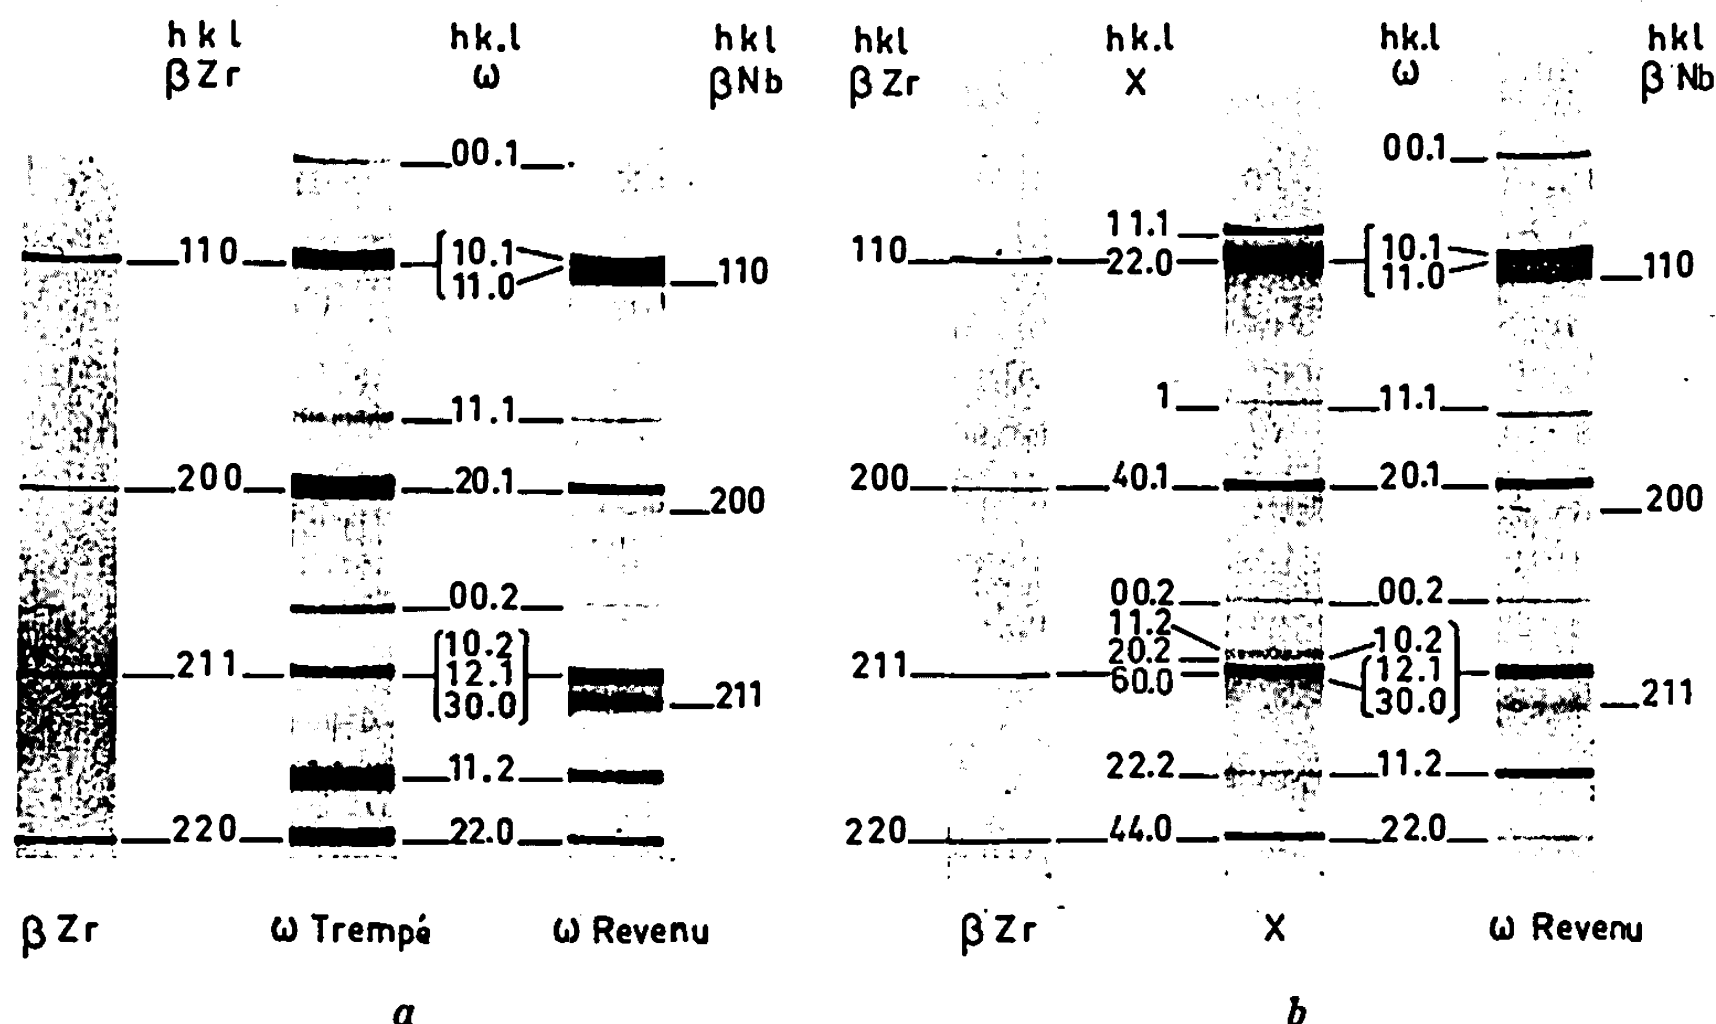 hkl hk.l hkl hkl hk.l hk.l hkl
βZr ω βNb βZr X ω βNb
00.1 00.1
110 10.1 110 11.1 10.1
11.0 110 22.0 11.0 110
11.1 1 11.1
200 20.1 200 40.1 20.1
200 200
00.2 00.2 00.2
10.2 11.2 10.2
211 12.1 211 20.2 12.1
30.0 211 60.0 30.0 211
11.2 22.2 11.2
220 22.0 220 44.0 22.0
βZr ω Trempé ω Revenu βZr X ω Revenu
a b